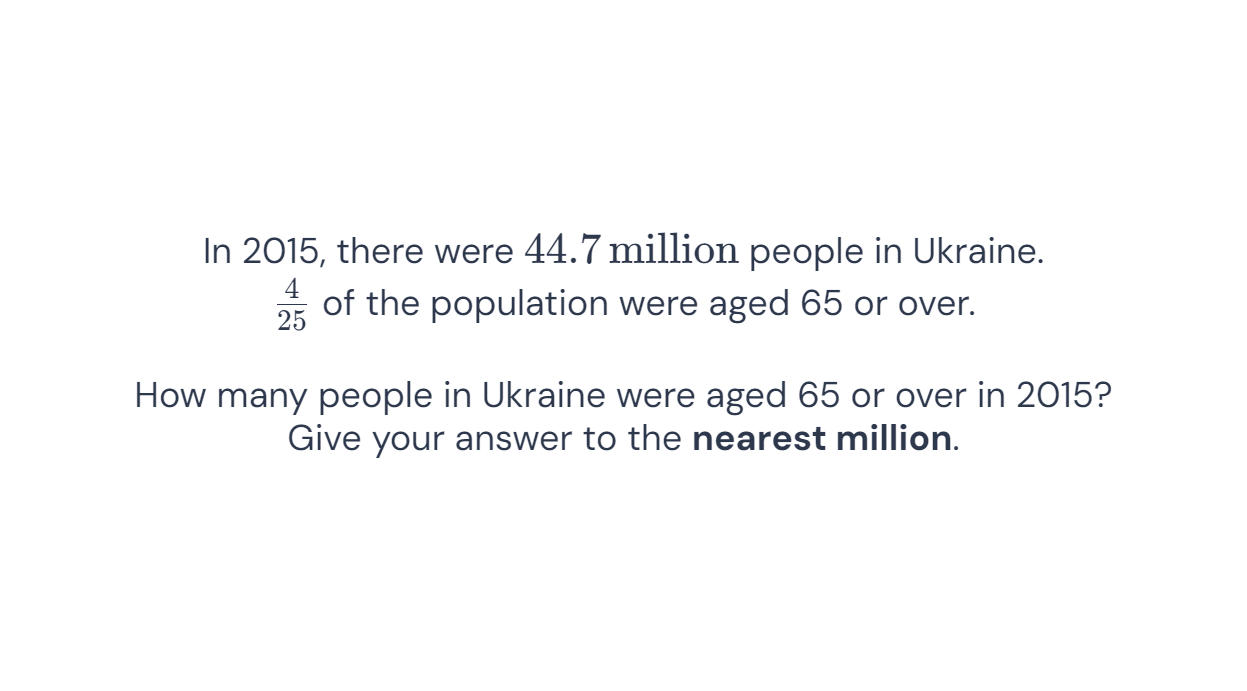 In 2015, there were 44.7 million people in Ukraine.
4/25 of the population were aged 65 or over.
How many people in Ukraine were aged 65 or over in 2015?
Give your answer to the nearest million.